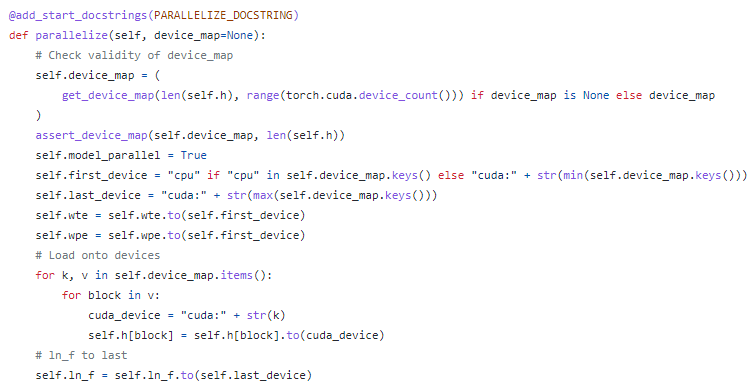 @add_start_docstrings(PARALLELIZE_DOCSTRING)
def parallelize(self, device_map=None):
    # Check validity of device_map
    self.device_map = (
        get_device_map(len(self.h), range(torch.cuda.device_count())) if device_map is None else device_map
    )
    assert_device_map(self.device_map, len(self.h))
    self.model_parallel = True
    self.first_device = "cpu" if "cpu" in self.device_map.keys() else "cuda:" + str(min(self.device_map.keys()))
    self.last_device = "cuda:" + str(max(self.device_map.keys()))
    self.wte = self.wte.to(self.first_device)
    self.wpe = self.wpe.to(self.first_device)
    # Load onto devices
    for k, v in self.device_map.items():
        for block in v:
            cuda_device = "cuda:" + str(k)
            self.h[block] = self.h[block].to(cuda_device)
    # ln_f to last
    self.ln_f = self.ln_f.to(self.last_device)